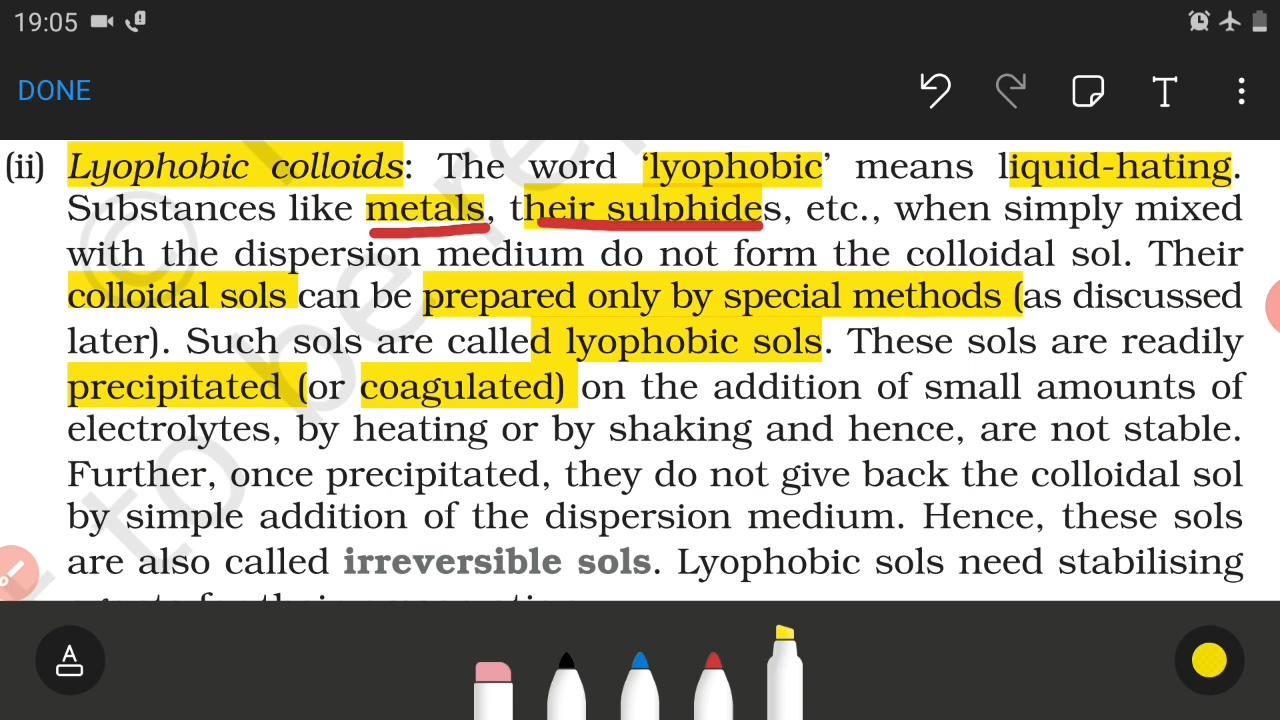 19:05
DONE
T
(ii) Lyophobic colloids: The word ‘lyophobic’ means liquid-hating.
Substances like metals, their sulphides, etc., when simply mixed
with the dispersion medium do not form the colloidal sol. Their
colloidal sols can be prepared only by special methods (as discussed
later). Such sols are called lyophobic sols. These sols are readily
precipitated (or coagulated) on the addition of small amounts of
electrolytes, by heating or by shaking and hence, are not stable.
Further, once precipitated, they do not give back the colloidal sol
by simple addition of the dispersion medium. Hence, these sols
are also called irreversible sols. Lyophobic sols need stabilising
A